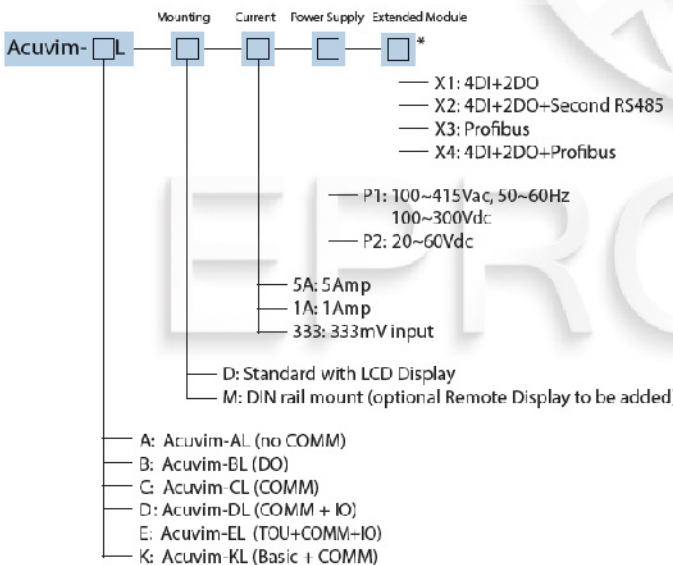 Mounting Current Power Supply Extended Module
Acuvim- L *
X1: 4DI+2DO
X2: 4DI+2DO+Second RS485
X3: Profibus
X4: 4DI+2DO+Profibus
P1: 100~415Vac, 50~60Hz
100~300Vdc
P2: 20~60Vdc
EPRO
5A: 5Amp
1A: 1Amp
333: 333mV input
D: Standard with LCD Display
M: DIN rail mount (optional Remote Display to be added)
A: Acuvim-AL (no COMM)
B: Acuvim-BL (DO)
C: Acuvim-CL (COMM)
D: Acuvim-DL (COMM + IO)
E: Acuvim-EL (TOU+COMM+IO)
K: Acuvim-KL (Basic + COMM)